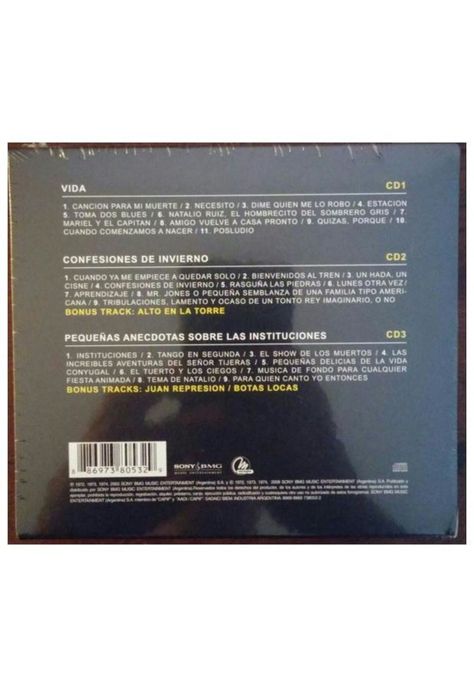 VIDA CD1
1. CANCION PARA MI MUERTE / 2. NECESITO / 3. DIME QUIEN ME LO ROBO / 4. ESTACION
5. TOMA DOS BLUES / 6. NATALIO RUIZ, EL HOMBRECITO DEL SOMBRERO GRIS / 7.
MARIEL Y EL CAPITAN / 8. AMIGO VUELVE A CASA PRONTO / 9. QUIZAS, PORQUE / 10.
CUANDO COMENZAMOS A NACER / 11. POSLUDIO
CONFESIONES DE INVIERNO CD2
1. CUANDO YA ME EMPIECE A QUEDAR SOLO / 2. BIENVENIDOS AL TREN / 3. UN HADA, UN
CISNE / 4. CONFESIONES DE INVIERNO / 5. RASGUÑA LAS PIEDRAS / 6. LUNES OTRA VEZ /
7. APRENDIZAJE / 8. MR. JONES O PEQUEÑA SEMBLANZA DE UNA FAMILIA TIPO AMERI-
CANA / 9. TRIBULACIONES, LAMENTO Y OCASO DE UN TONTO REY IMAGINARIO, O NO
BONUS TRACK: ALTO EN LA TORRE
PEQUEÑAS ANECDOTAS SOBRE LAS INSTITUCIONES CD3
1. INSTITUCIONES / 2. TANGO EN SEGUNDA / 3. EL SHOW DE LOS MUERTOS / 4. LAS
INCREIBLES AVENTURAS DEL SEÑOR TIJERAS / 5. PEQUEÑAS DELICIAS DE LA VIDA
CONYUGAL / 6. EL TUERTO Y LOS CIEGOS / 7. MUSICA DE FONDO PARA CUALQUIER
FIESTA ANIMADA / 8. TEMA DE NATALIO / 9. PARA QUIEN CANTO YO ENTONCES
BONUS TRACKS: JUAN REPRESION / BOTAS LOCAS
8 86973 80532 9
SONY BMG
MUSIC ENTERTAINMENT